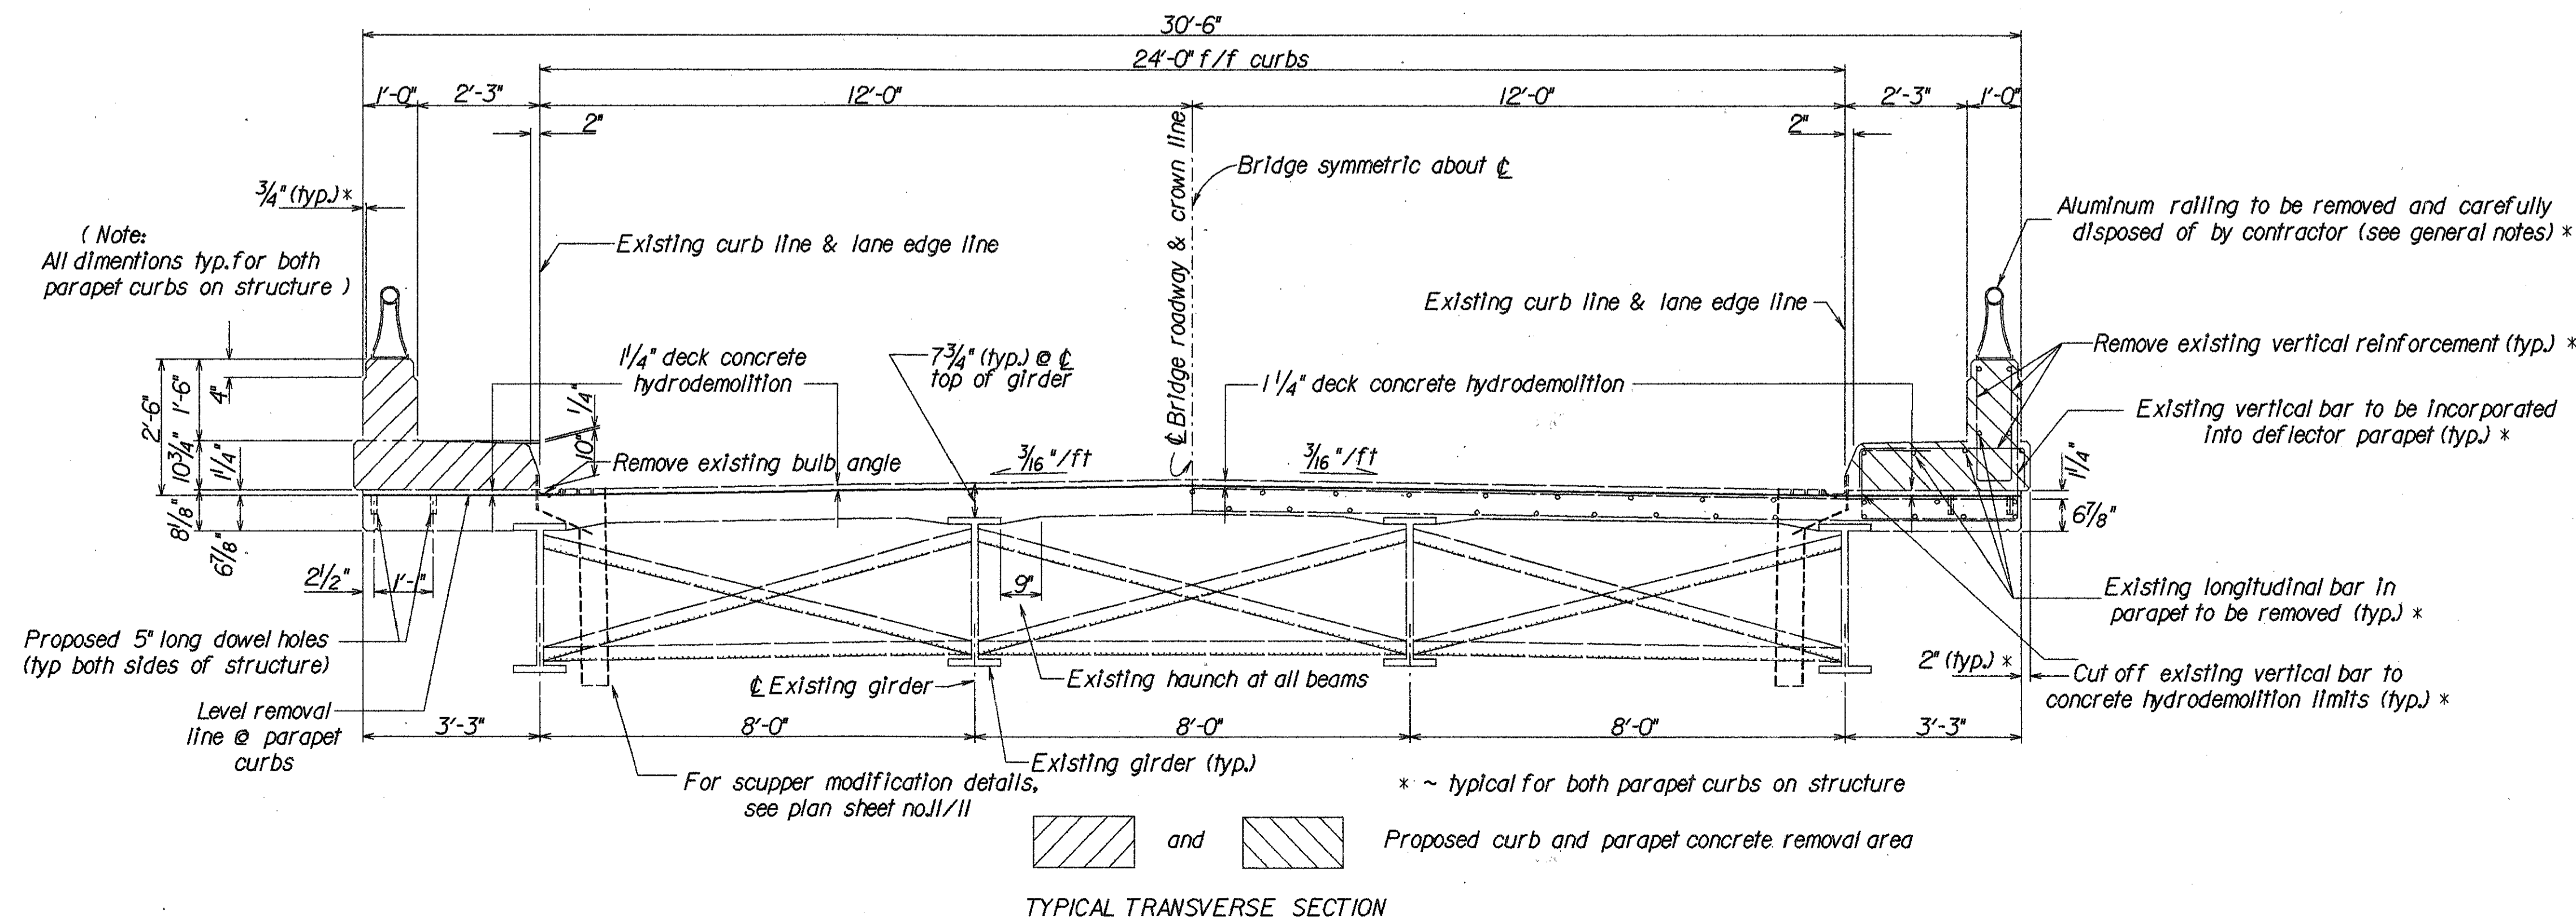 30'-6"
24'-0" f/f curbs
1'-0"
2'-3"
12'-0"
12'-0"
2'-3"
1'-0"
2"
2"
℄ Bridge roadway & crown line
Bridge symmetric about ℄
3/4" (typ.) *
Aluminum railing to be removed and carefully
disposed of by contractor (see general notes) *
( Note:
All dimentions typ. for both
parapet curbs on structure )
Existing curb line & lane edge line
Existing curb line & lane edge line
Remove existing vertical reinforcement (typ.) *
1 1/4" deck concrete
hydrodemolition
7 3/4" (typ.) @ ℄
top of girder
1 1/4" deck concrete hydrodemolition
4"
1'-6"
2'-6"
10 3/4"
1 1/4"
8 1/8"
6 7/8"
1/4"
10"
Existing vertical bar to be incorporated
into deflector parapet (typ.) *
Remove existing bulb angle
3/16 "/ft
3/16 "/ft
1 1/4"
6 7/8"
2 1/2"
1'-1"
9"
Existing longitudinal bar in
parapet to be removed (typ.) *
Proposed 5" long dowel holes
(typ both sides of structure)
2" (typ.) *
Cut off existing vertical bar to
concrete hydrodemolition limits (typ.) *
℄ Existing girder
Existing haunch at all beams
Level removal
line @ parapet
curbs
3'-3"
8'-0"
8'-0"
8'-0"
3'-3"
Existing girder (typ.)
For scupper modification details,
see plan sheet no.11/11
* ~ typical for both parapet curbs on structure
and
Proposed curb and parapet concrete removal area
TYPICAL TRANSVERSE SECTION